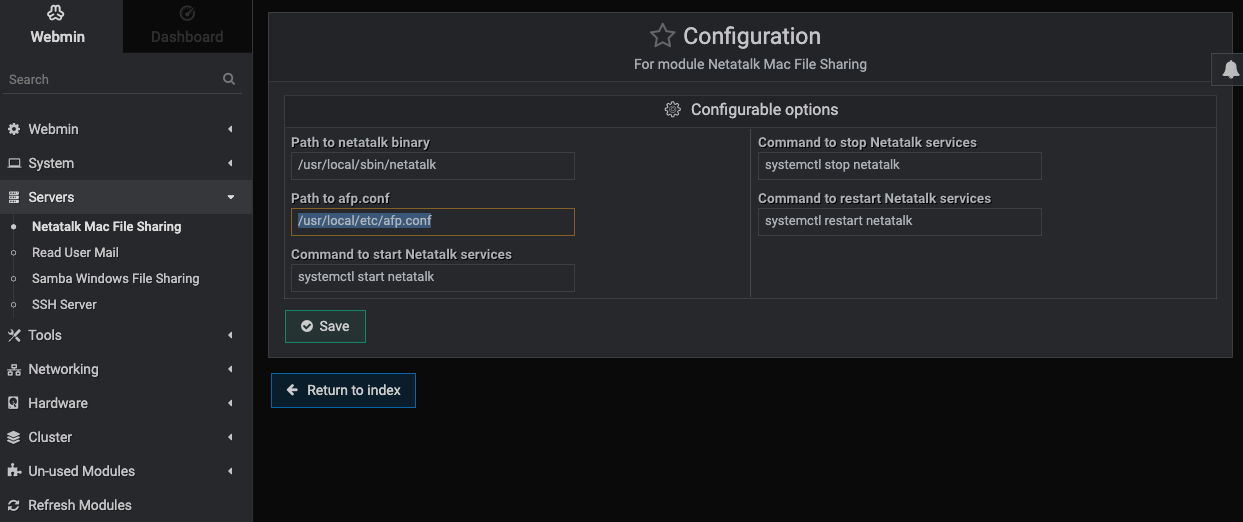 Webmin
Dashboard
Search
Webmin
System
Servers
Netatalk Mac File Sharing
Read User Mail
Samba Windows File Sharing
SSH Server
Tools
Networking
Hardware
Cluster
Un-used Modules
Refresh Modules
Configuration
For module Netatalk Mac File Sharing
Configurable options
Path to netatalk binary
/usr/local/sbin/netatalk
Path to afp.conf
/usr/local/etc/afp.conf
Command to start Netatalk services
systemctl start netatalk
Command to stop Netatalk services
systemctl stop netatalk
Command to restart Netatalk services
systemctl restart netatalk
Save
Return to index